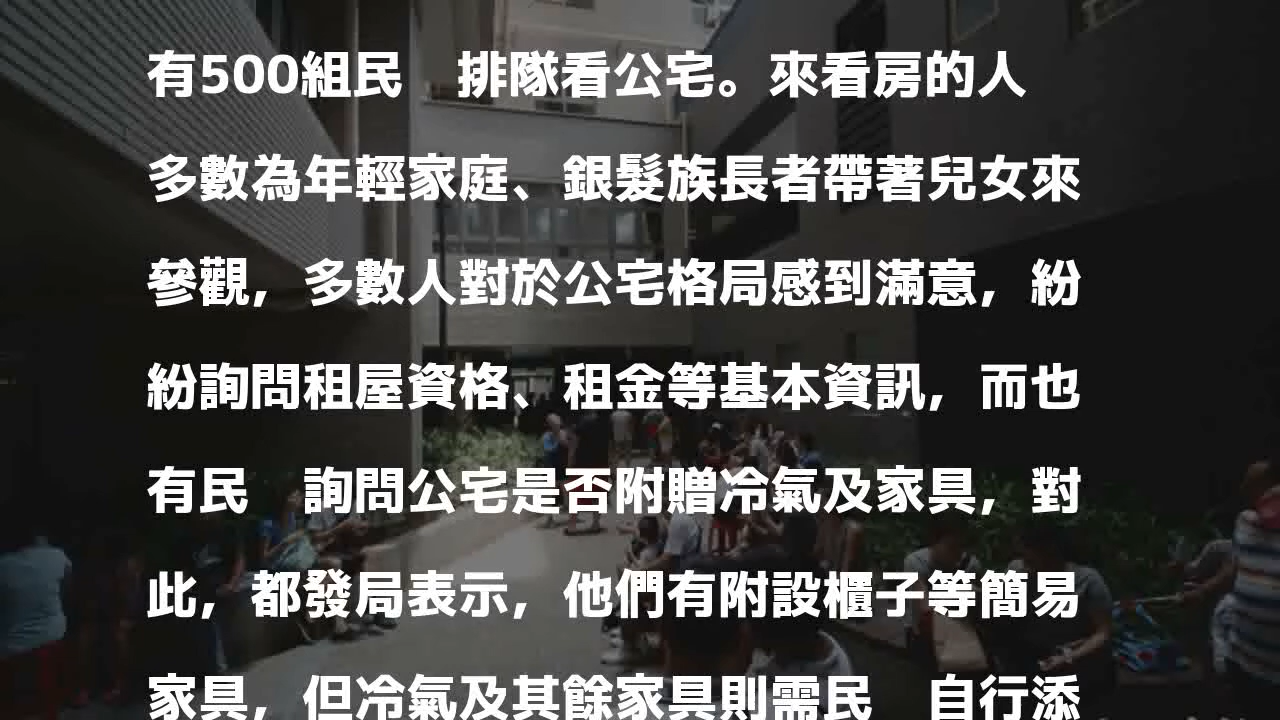 有500組民　排隊看公宅。來看房的人
多數為年輕家庭、銀髮族長者帶著兒女來
參觀，多數人對於公宅格局感到滿意，紛
紛詢問租屋資格、租金等基本資訊，而也
有民　詢問公宅是否附贈冷氣及家具，對
此，都發局表示，他們有附設櫃子等簡易
家具，但冷氣及其餘家具則需民　自行添